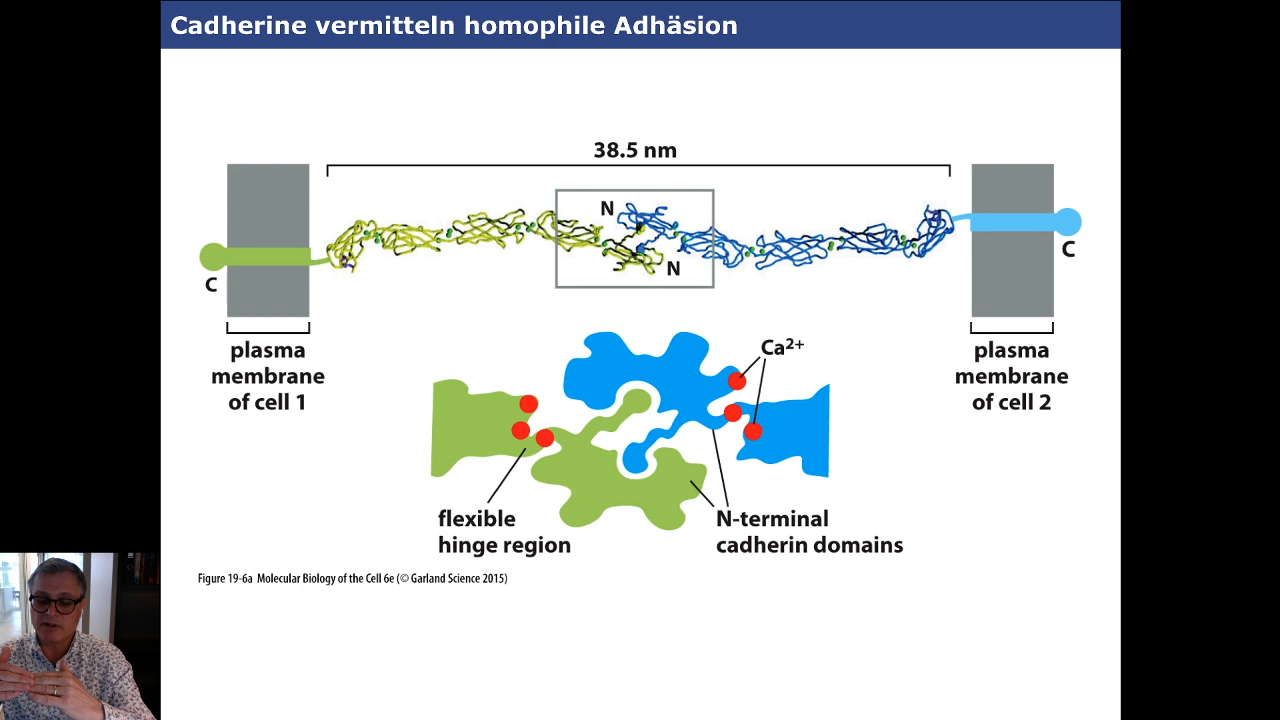 Cadherine vermitteln homophile Adhäsion
38.5 nm
N
N
C
C
plasma
membrane
of cell 1
plasma
membrane
of cell 2
Ca2+
flexible
hinge region
N-terminal
cadherin domains
Figure 19-6a Molecular Biology of the Cell 6e (© Garland Science 2015)